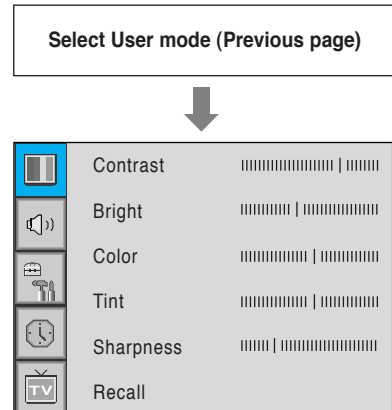 Select User mode (Previous page)
Contrast
Bright
Color
Tint
Sharpness
Recall
TV